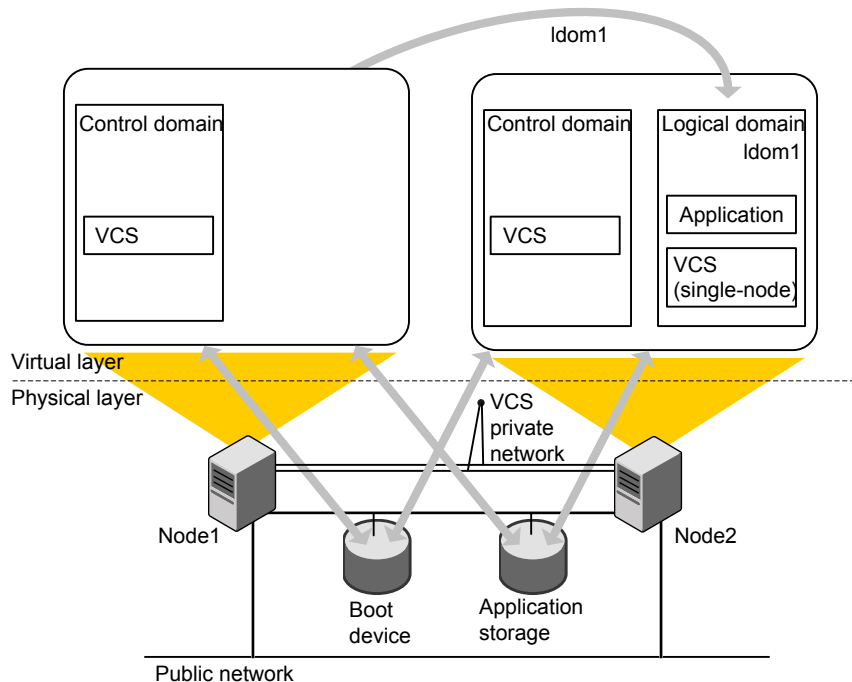 ldom1
Control domain
VCS
Control domain
VCS
Logical domain
ldom1
Application
VCS
(single-node)
Virtual layer
Physical layer
VCS
private
network
Node1
Node2
Boot
device
Application
storage
Public network